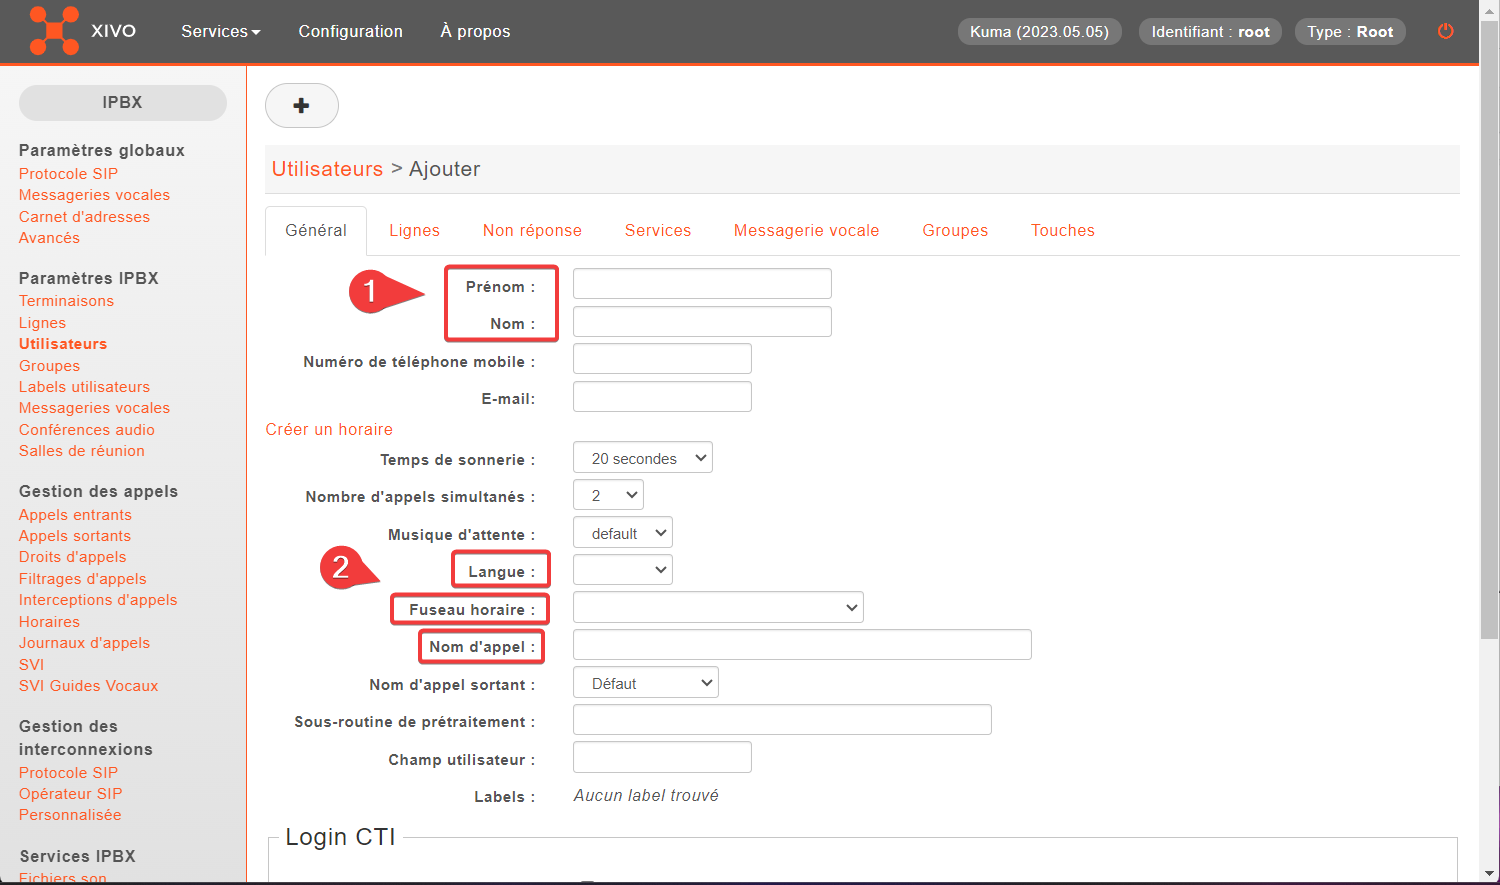 XIVO Services Configuration À propos Kuma (2023.05.05) Identifiant : root Type : Root
IPBX
Paramètres globaux
Protocole SIP
Messageries vocales
Carnet d'adresses
Avancés
Paramètres IPBX
Terminaisons
Lignes
Utilisateurs
Groupes
Labels utilisateurs
Messageries vocales
Conférences audio
Salles de réunion
Gestion des appels
Appels entrants
Appels sortants
Droits d'appels
Filtrages d'appels
Interceptions d'appels
Horaires
Journaux d'appels
SVI
SVI Guides Vocaux
Gestion des
interconnexions
Protocole SIP
Opérateur SIP
Personnalisée
Services IPBX
Fichiers son
Utilisateurs > Ajouter
Général Lignes Non réponse Services Messagerie vocale Groupes Touches
1
Prénom :
Nom :
Numéro de téléphone mobile :
E-mail:
Créer un horaire
Temps de sonnerie : 20 secondes
Nombre d'appels simultanés : 2
Musique d'attente : default
2
Langue :
Fuseau horaire :
Nom d'appel :
Nom d'appel sortant : Défaut
Sous-routine de prétraitement :
Champ utilisateur :
Labels : Aucun label trouvé
Login CTI